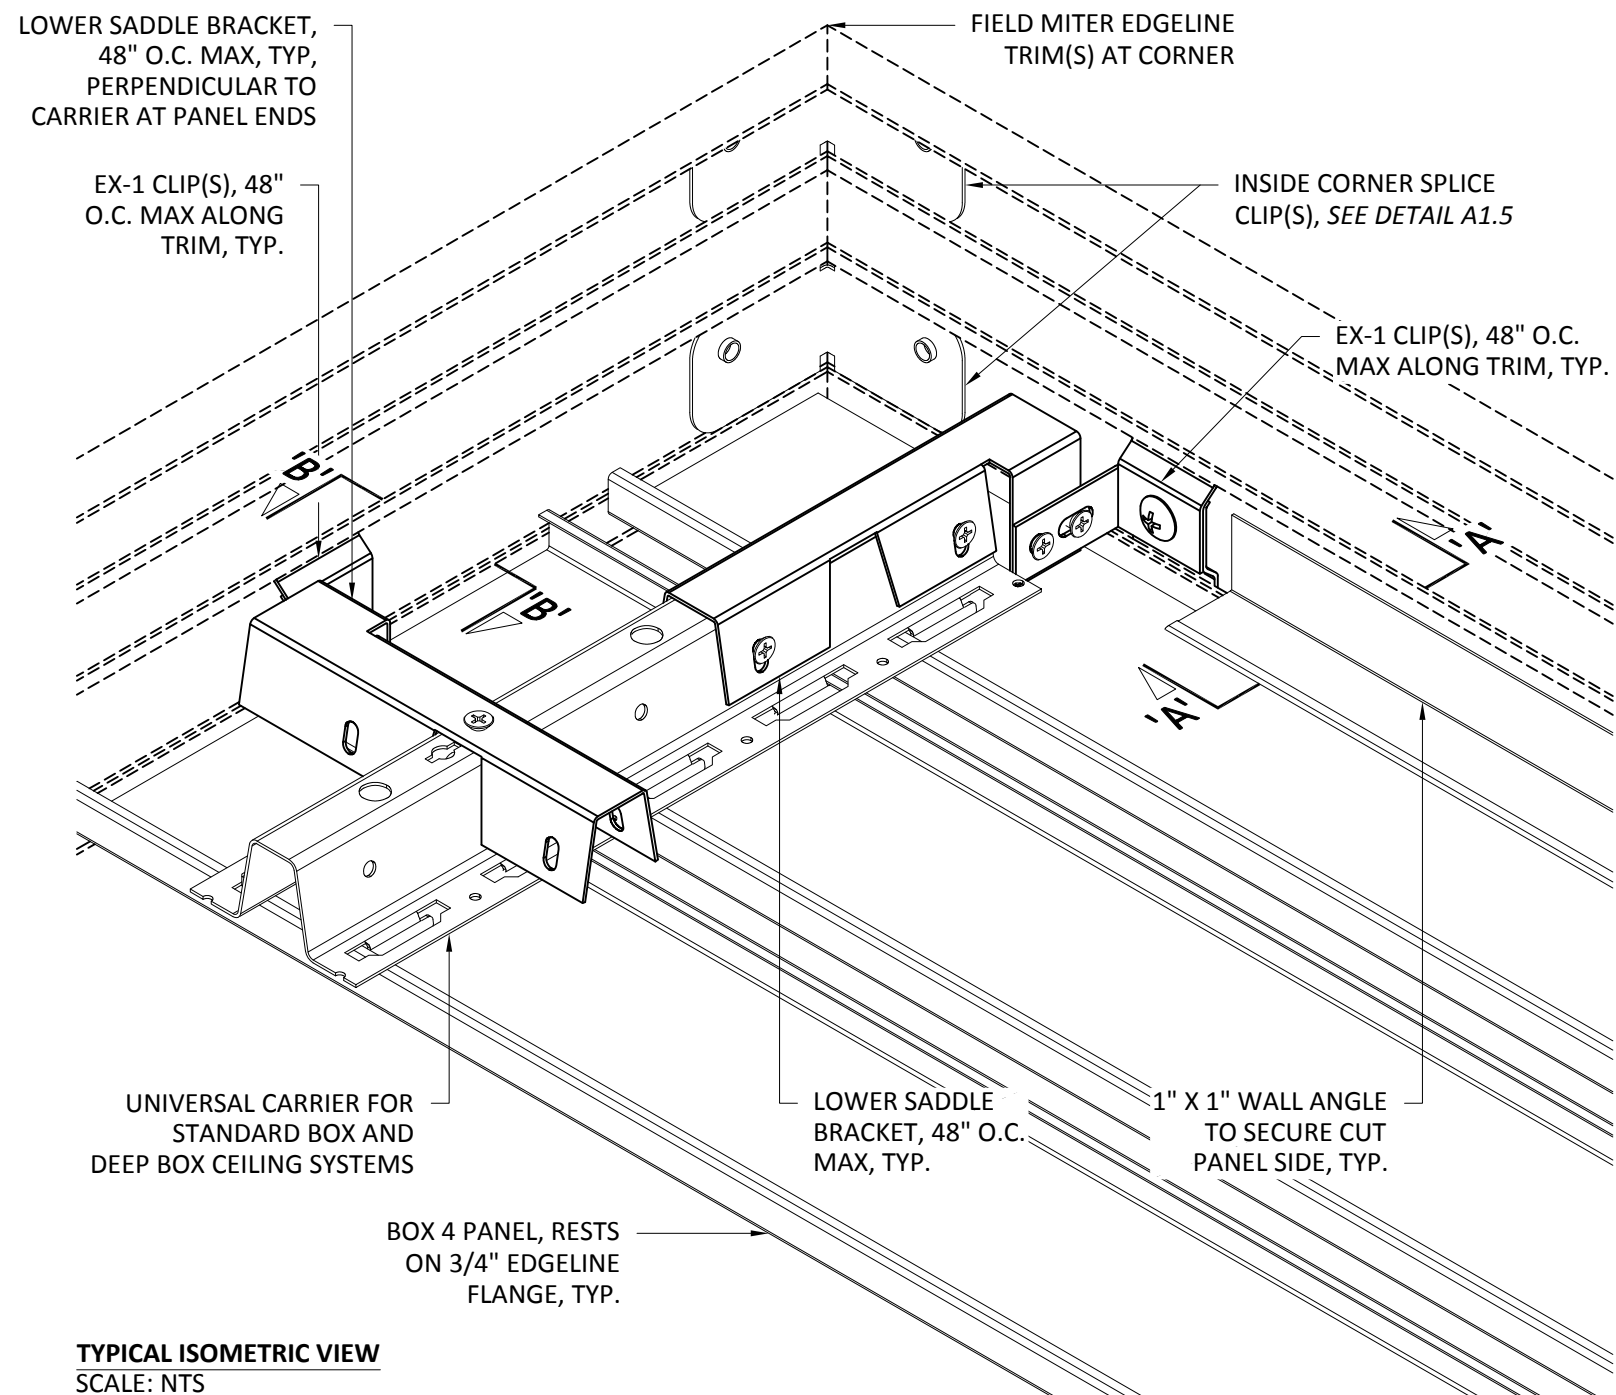 LOWER SADDLE BRACKET,
48" O.C. MAX, TYP,
PERPENDICULAR TO
CARRIER AT PANEL ENDS
FIELD MITER EDGELINE
TRIM(S) AT CORNER
EX-1 CLIP(S), 48"
O.C. MAX ALONG
TRIM, TYP.
INSIDE CORNER SPLICE
CLIP(S), SEE DETAIL A1.5
EX-1 CLIP(S), 48" O.C.
MAX ALONG TRIM, TYP.
'B'
'A'
'B'
'A'
UNIVERSAL CARRIER FOR
STANDARD BOX AND
DEEP BOX CEILING SYSTEMS
LOWER SADDLE
BRACKET, 48" O.C.
MAX, TYP.
1" X 1" WALL ANGLE
TO SECURE CUT
PANEL SIDE, TYP.
BOX 4 PANEL, RESTS
ON 3/4" EDGELINE
FLANGE, TYP.
TYPICAL ISOMETRIC VIEW
SCALE: NTS